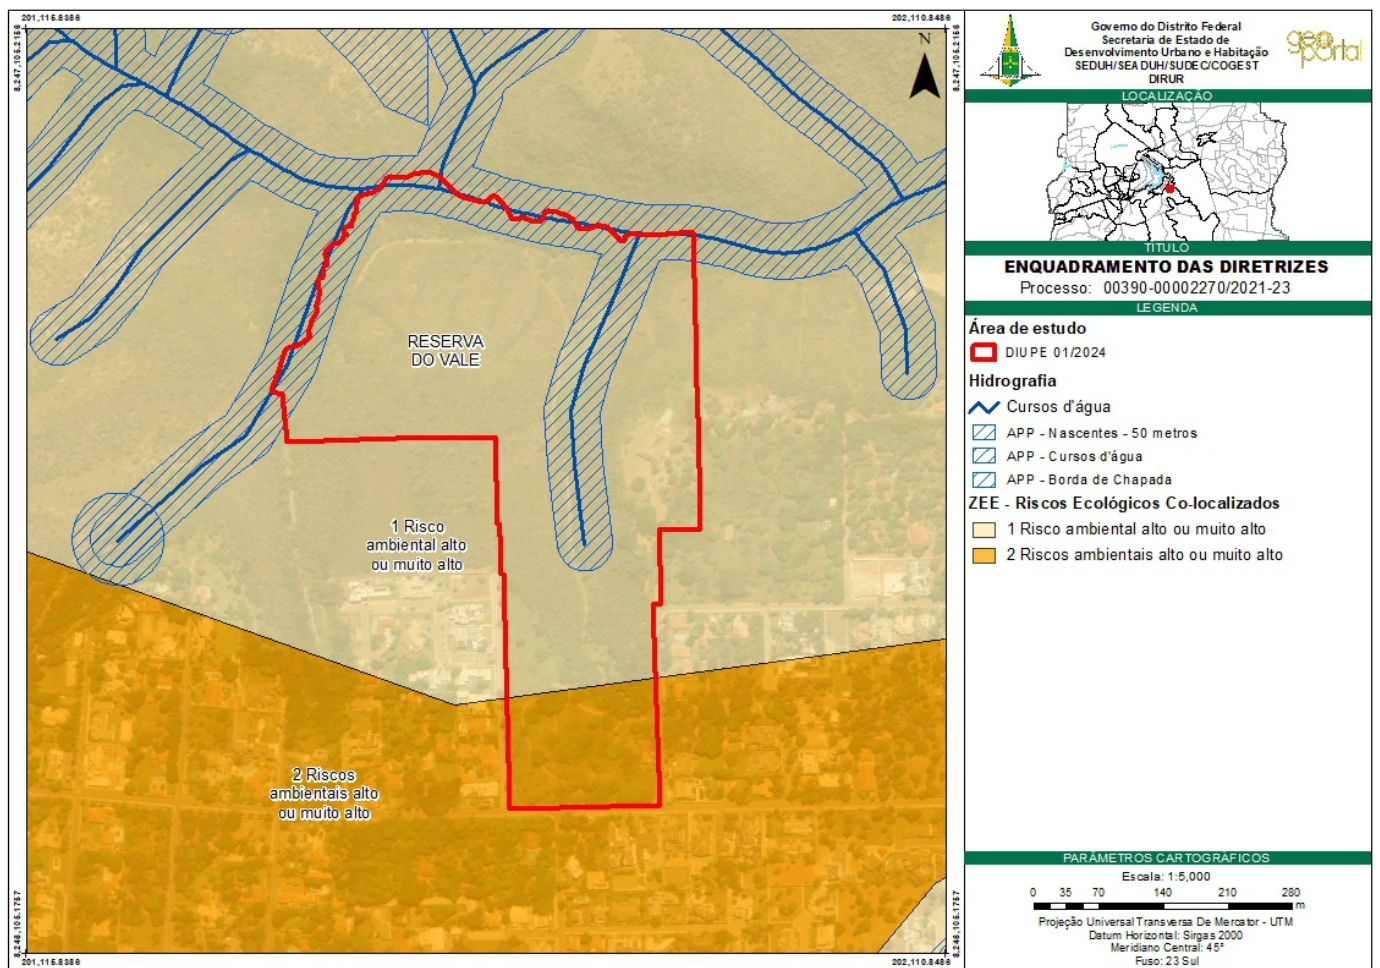 201,115.8386
202,110.8486
8,247,105.2156
8,247,105.2156
N
RESERVA
DO VALE
1 Risco
ambiental alto
ou muito alto
2 Riscos
ambientais alto
ou muito alto
8,246,105.1757
8,246,105.1757
201,115.8386
202,110.8486
Governo do Distrito Federal
Secretaria de Estado de
Desenvolvimento Urbano e Habitação
SEDUH/SEADUH/SUDEC/COGEST
DIRUR
geo
portal
LOCALIZAÇÃO
TÍTULO
ENQUADRAMENTO DAS DIRETRIZES
Processo: 00390-00002270/2021-23
LEGENDA
Área de estudo
DIUPE 01/2024
Hidrografia
Cursos d'água
APP - Nascentes - 50 metros
APP - Cursos d'água
APP - Borda de Chapada
ZEE - Riscos Ecológicos Co-localizados
1 Risco ambiental alto ou muito alto
2 Riscos ambientais alto ou muito alto
PARÂMETROS CARTOGRÁFICOS
Escala: 1:5,000
0 35 70 140 210 280
m
Projeção Universal Transversa De Mercator - UTM
Datum Horizontal: Sirgas 2000
Meridiano Central: 45°
Fuso: 23 Sul